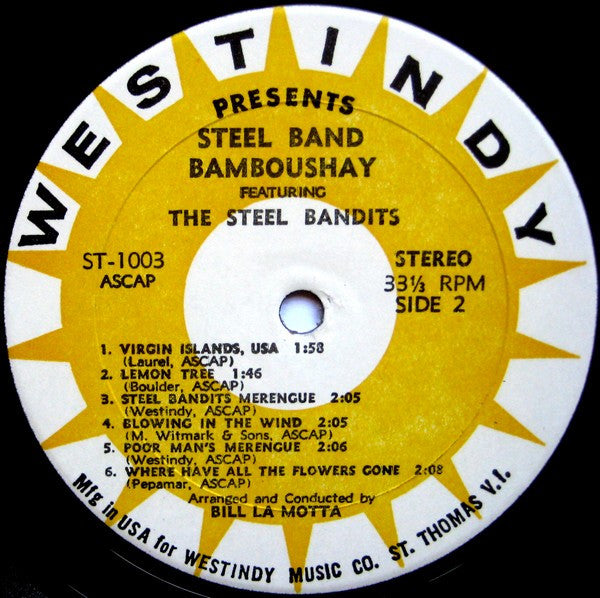 WESTINDY
PRESENTS
STEEL BAND
BAMBOUSHAY
FEATURING
THE STEEL BANDITS
ST-1003
ASCAP
STEREO
33⅓ RPM
SIDE 2
1. VIRGIN ISLANDS, USA 1:58
(Laurel, ASCAP)
2. LEMON TREE 1:46
(Boulder, ASCAP)
3. STEEL BANDITS MERENGUE 2:05
(Westindy, ASCAP)
4. BLOWING IN THE WIND 2:05
(M. Witmark & Sons, ASCAP)
5. POOR MAN'S MERENGUE 2:06
(Westindy, ASCAP)
6. WHERE HAVE ALL THE FLOWERS GONE 2:08
(Pepamar, ASCAP)
Arranged and Conducted by
BILL LA MOTTA
Mfg in USA for WESTINDY MUSIC CO. ST. THOMAS V.I.